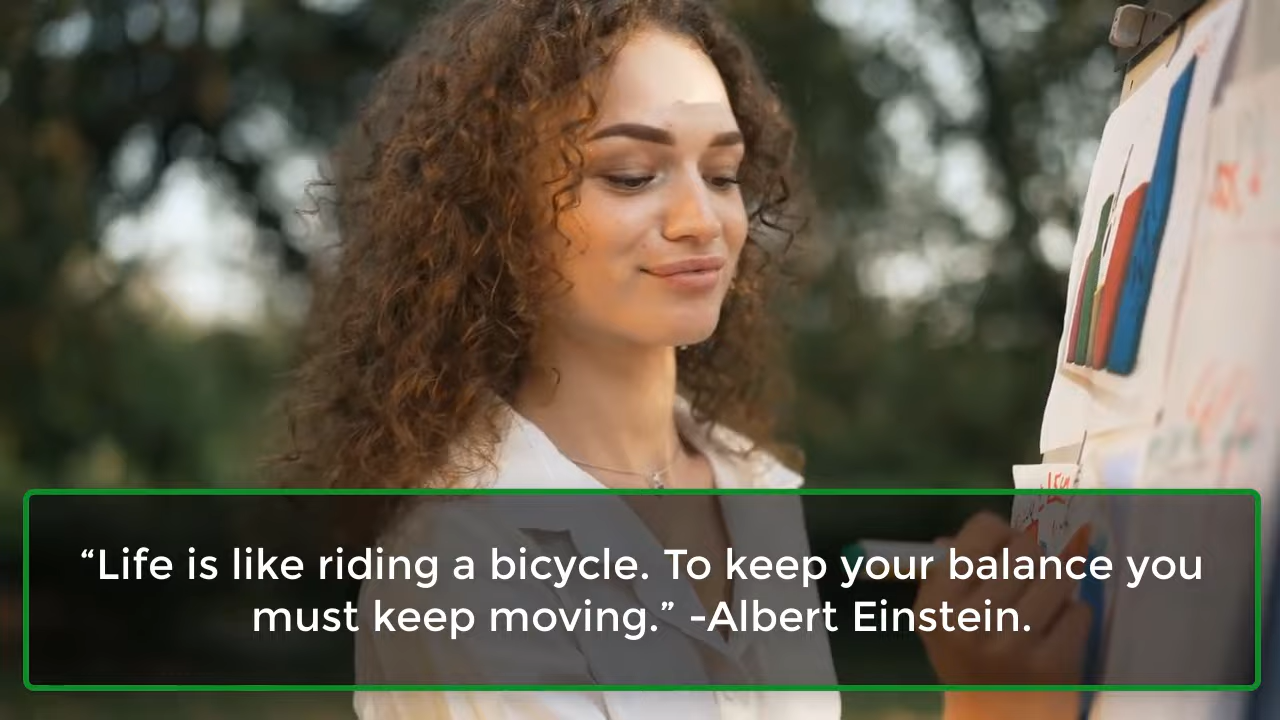 “Life is like riding a bicycle. To keep your balance you
must keep moving.” -Albert Einstein.